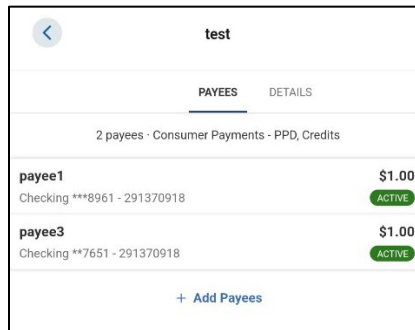 test
PAYEES DETAILS
2 payees · Consumer Payments - PPD, Credits
payee1 $1.00
Checking ***8961 - 291370918 ACTIVE
payee3 $1.00
Checking **7651 - 291370918 ACTIVE
+ Add Payees